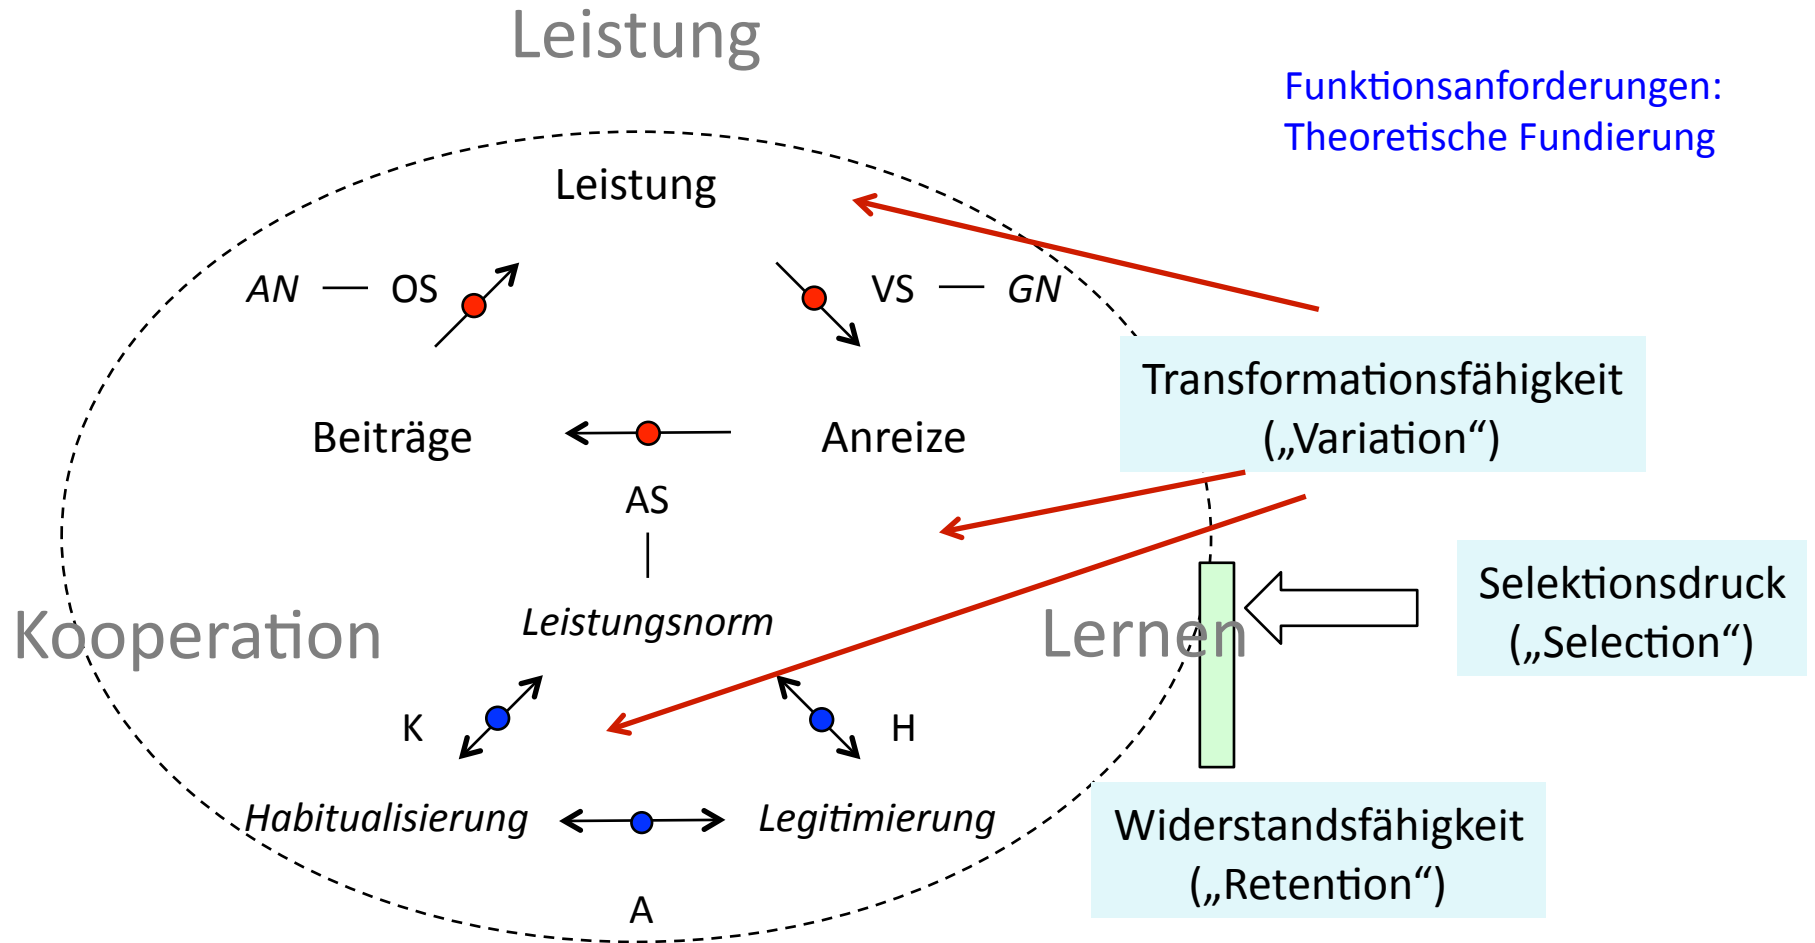 Leistung
Funktionsanforderungen:
Theoretische Fundierung
Leistung
AN — OS
VS — GN
Transformationsfähigkeit
(„Variation“)
Beiträge
Anreize
AS
Selektionsdruck
(„Selection“)
Leistungsnorm
Kooperation
Lernen
K
H
Habitualisierung
Legitimierung
Widerstandsfähigkeit
(„Retention“)
A